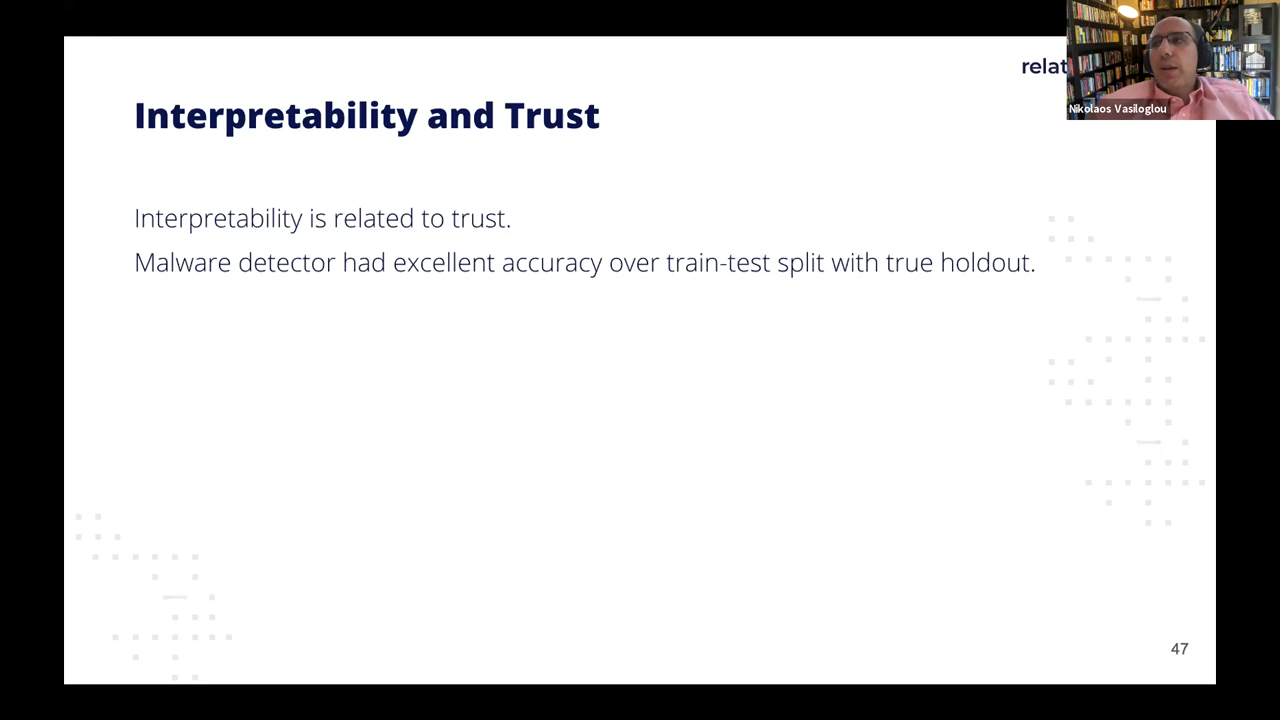 relat
Nikolaos Vasiloglou
Interpretability and Trust
Interpretability is related to trust.
Malware detector had excellent accuracy over train-test split with true holdout.
47